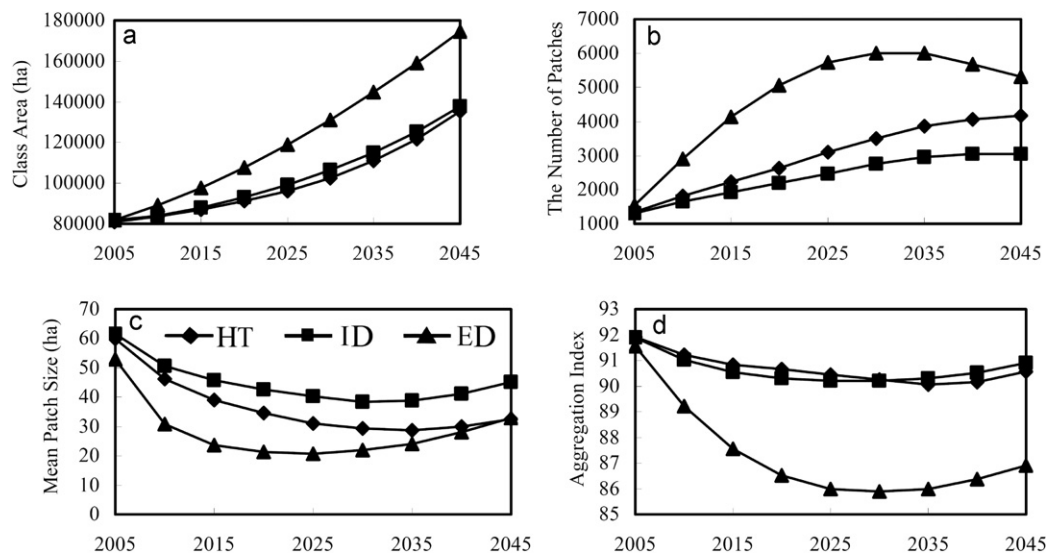 a
180000
160000
140000
120000
100000
80000
Class Area (ha)
2005 2015 2025 2035 2045
b
7000
6000
5000
4000
3000
2000
1000
The Number of Patches
2005 2015 2025 2035 2045
c
HT ID ED
70
60
50
40
30
20
10
0
Mean Patch Size (ha)
2005 2015 2025 2035 2045
d
93
92
91
90
89
88
87
86
85
Aggregation Index
2005 2015 2025 2035 2045